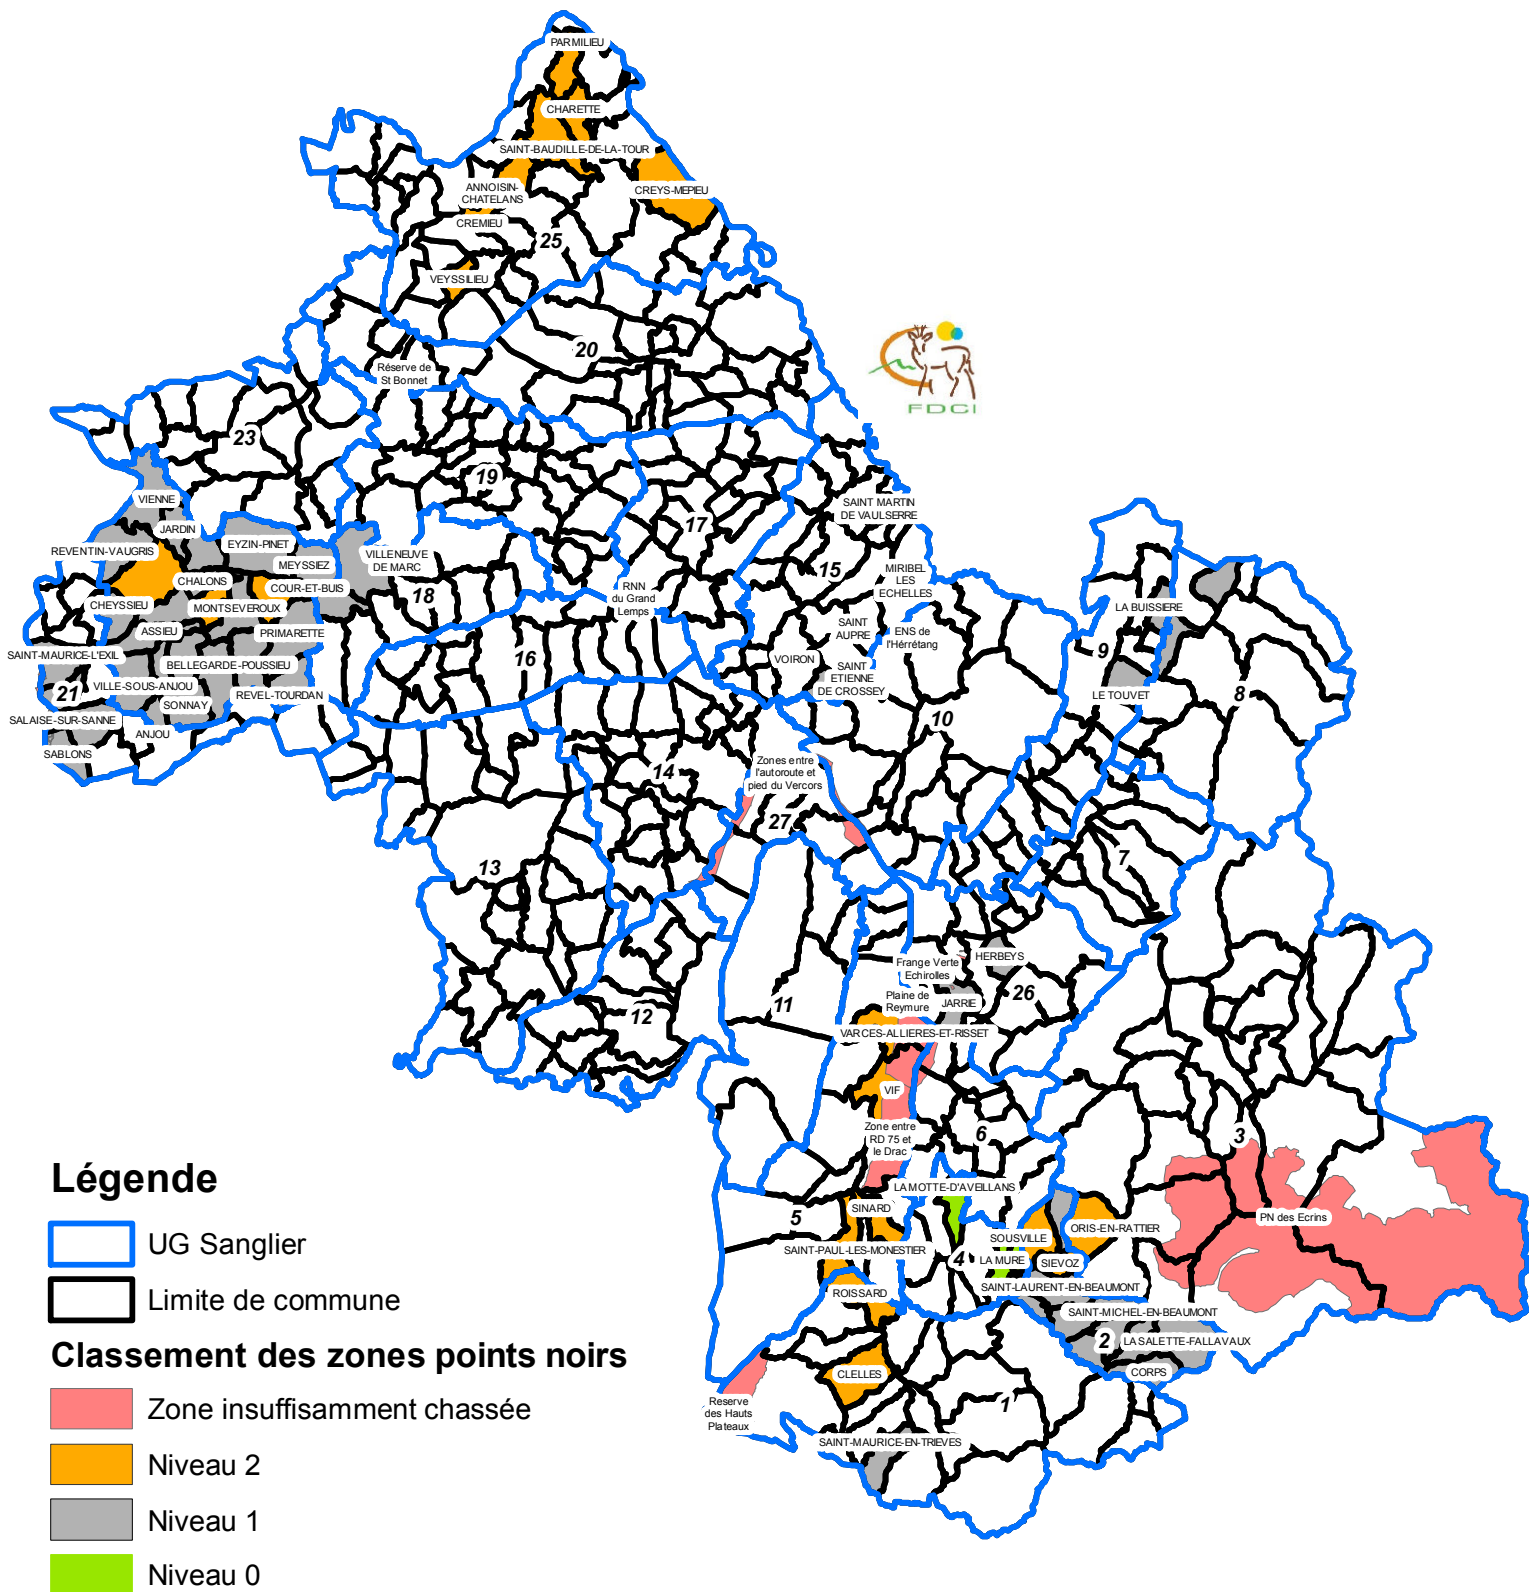 PARMILIEU
CHARETTE
SAINT-BAUDILLE-DE-LA-TOUR
ANNOISIN-
CHATELANS
CREYS-MEPIEU
CREMIEU
25
VEYSSILIEU
20
Réserve de
St Bonnet
FDCI
23
19
VIENNE
SAINT MARTIN
DE VAULSERRE
JARDIN
17
EYZIN-PINET
REVENTIN-VAUGRIS
VILLENEUVE
DE MARC
MEYSSIEZ
15
MIRIBEL
LES
ECHELLES
CHALONS
COUR-ET-BUIS
18
RNN
du Grand
Lemps
CHEYSSIEU
MONTSEVEROUX
LA BUISSIERE
ASSIEU
PRIMARETTE
SAINT
AUPRE
ENS de
l'Hérrétang
SAINT-MAURICE-L'EXIL
BELLEGARDE-POUSSIEU
16
VOIRON
9
SAINT
ETIENNE
DE CROSSEY
21
VILLE-SOUS-ANJOU
REVEL-TOURDAN
LE TOUVET
8
SONNAY
SALAISE-SUR-SANNE
ANJOU
10
SABLONS
14
Zones entre
l'autoroute et
pied du Vercors
27
7
13
HERBEYS
Frange Verte
Echirolles
26
Plaine de
Reymure
JARRIE
11
12
VARCES-ALLIERES-ET-RISSET
VIF
Zone entre
RD 75 et
le Drac
6
3
LA MOTTE-D'AVEILLANS
SINARD
5
PN des Ecrins
ORIS-EN-RATTIER
SOUSVILLE
SAINT-PAUL-LES-MONESTIER
4
LA MURE
SIEVOZ
SAINT-LAURENT-EN-BEAUMONT
ROISSARD
SAINT-MICHEL-EN-BEAUMONT
2
LA SALETTE-FALLAVAUX
CLELLES
CORPS
Reserve
des Hauts
Plateaux
1
SAINT-MAURICE-EN-TRIEVES
Légende
UG Sanglier
Limite de commune
Classement des zones points noirs
Zone insuffisamment chassée
Niveau 2
Niveau 1
Niveau 0